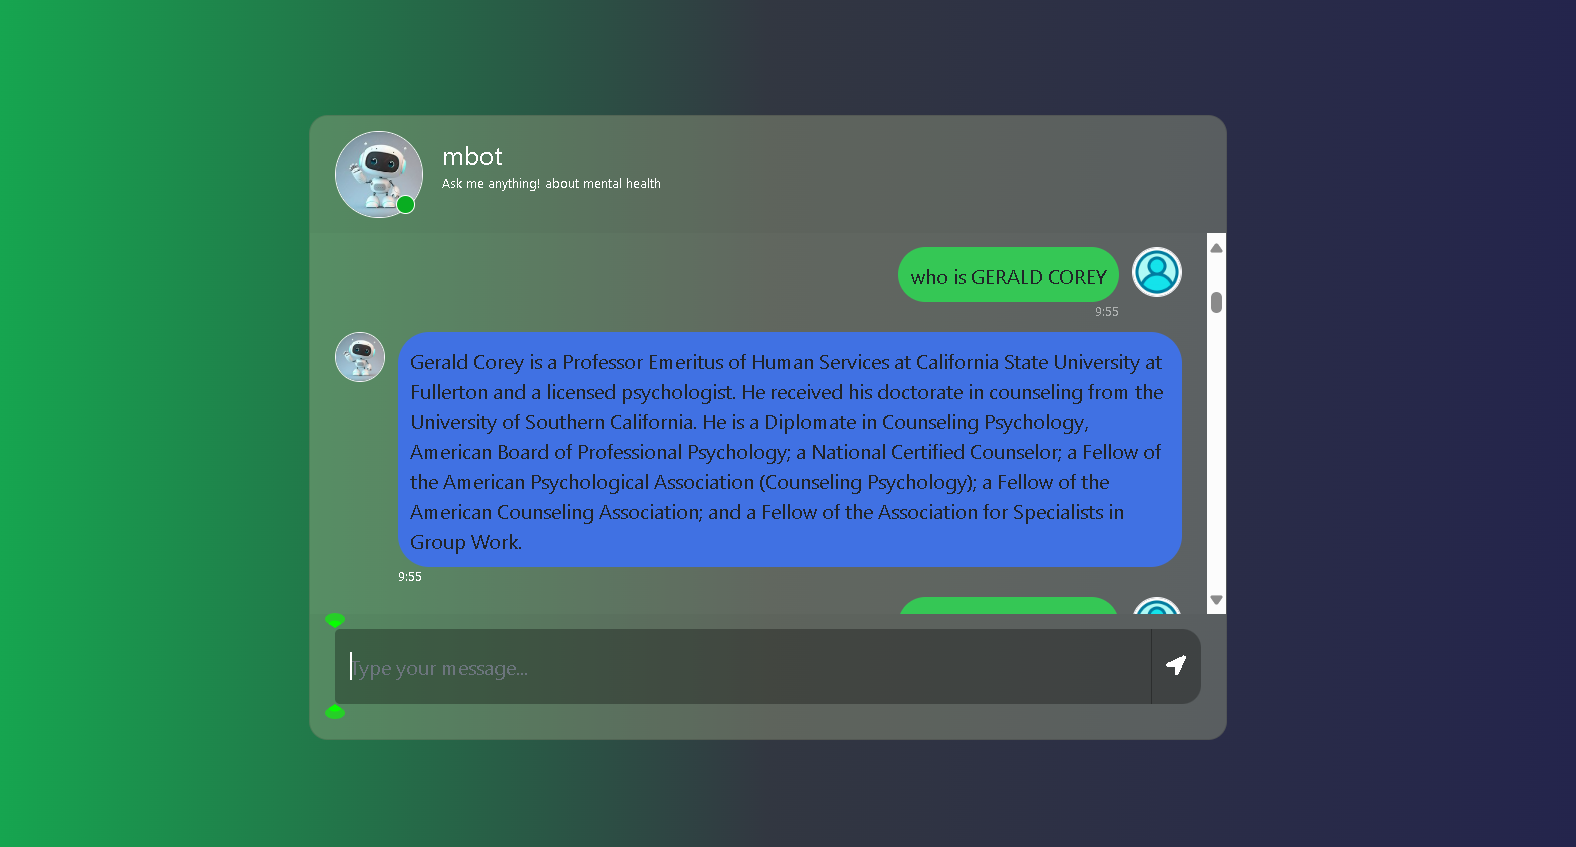 mbot
Ask me anything! about mental health
who is GERALD COREY
9:55
Gerald Corey is a Professor Emeritus of Human Services at California State University at
Fullerton and a licensed psychologist. He received his doctorate in counseling from the
University of Southern California. He is a Diplomate in Counseling Psychology,
American Board of Professional Psychology; a National Certified Counselor; a Fellow of
the American Psychological Association (Counseling Psychology); a Fellow of the
American Counseling Association; and a Fellow of the Association for Specialists in
Group Work.
9:55
Type your message...